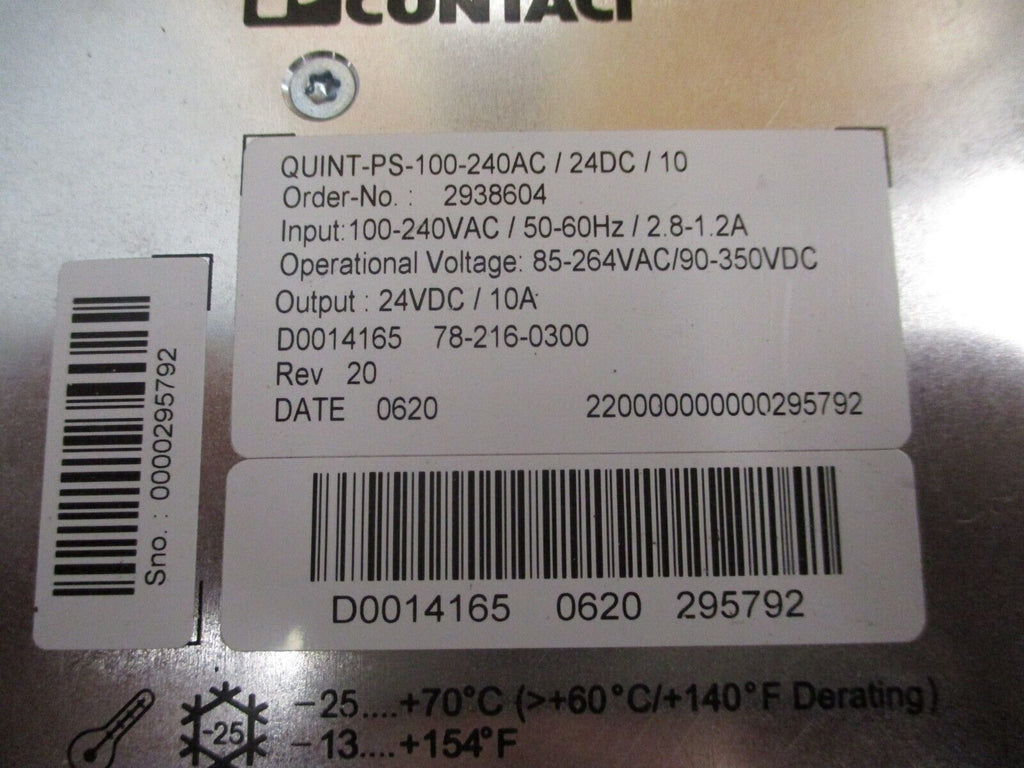 CONTACT
QUINT-PS-100-240AC / 24DC / 10
Order-No. : 2938604
Input:100-240VAC / 50-60Hz / 2.8-1.2A
Operational Voltage: 85-264VAC/90-350VDC
Output : 24VDC / 10A
D0014165 78-216-0300
Rev 20
DATE 0620 220000000000295792
Sno. : 0000295792
D0014165 0620 295792
-25
-25....+70°C (>+60°C/+140°F Derating)
-13....+154°F